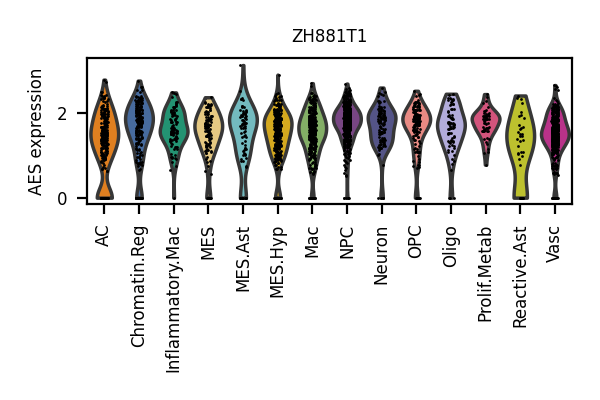 ZH881T1
AES expression
2
0
AC
Chromatin.Reg
Inflammatory.Mac
MES
MES.Ast
MES.Hyp
Mac
NPC
Neuron
OPC
Oligo
Prolif.Metab
Reactive.Ast
Vasc